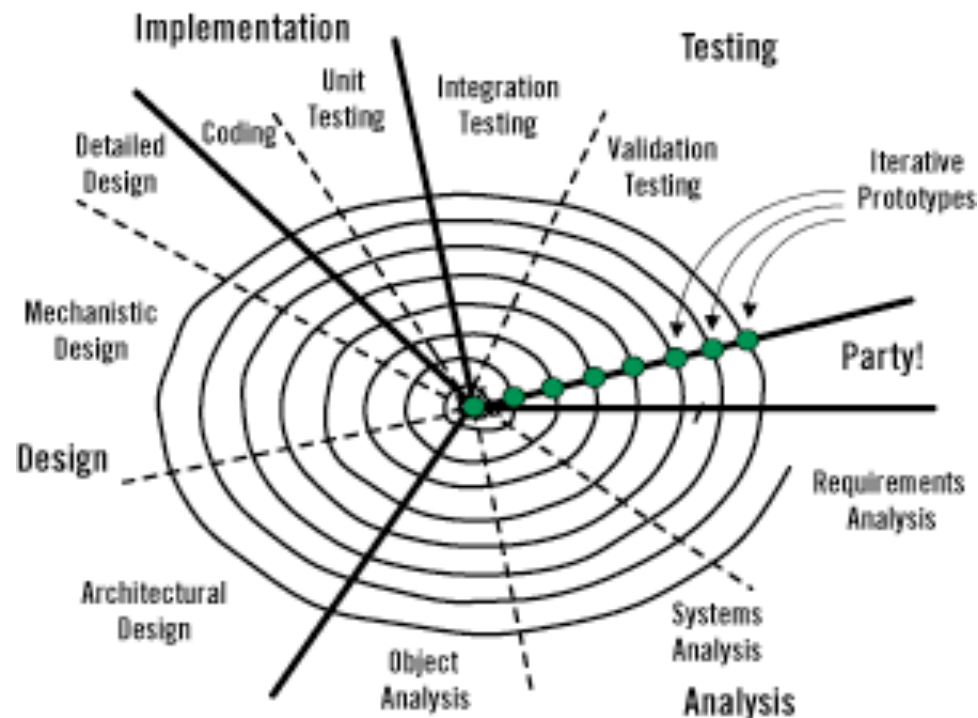 Implementation
Testing
Unit
Testing
Integration
Testing
Coding
Detailed
Design
Validation
Testing
Iterative
Prototypes
Mechanistic
Design
Party!
Design
Requirements
Analysis
Architectural
Design
Systems
Analysis
Object
Analysis
Analysis